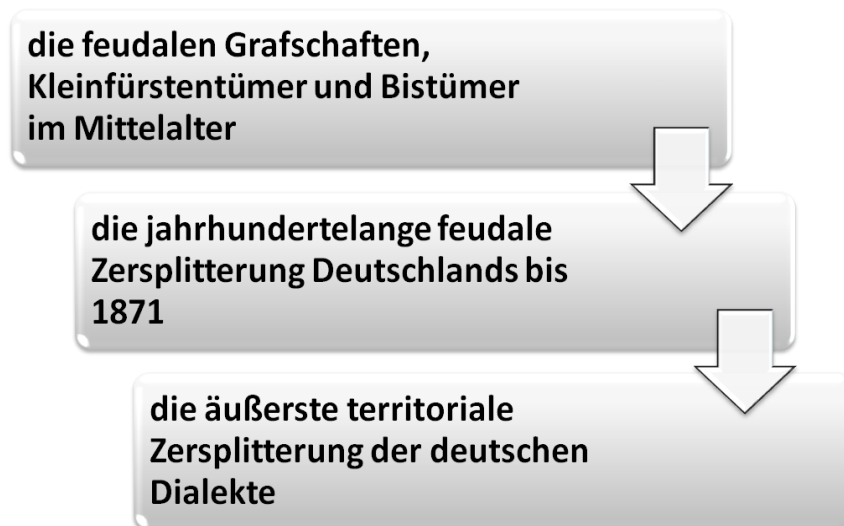 die feudalen Grafschaften,
Kleinfürstentümer und Bistümer
im Mittelalter
die jahrhundertelange feudale
Zersplitterung Deutschlands bis
1871
die äußerste territoriale
Zersplitterung der deutschen
Dialekte